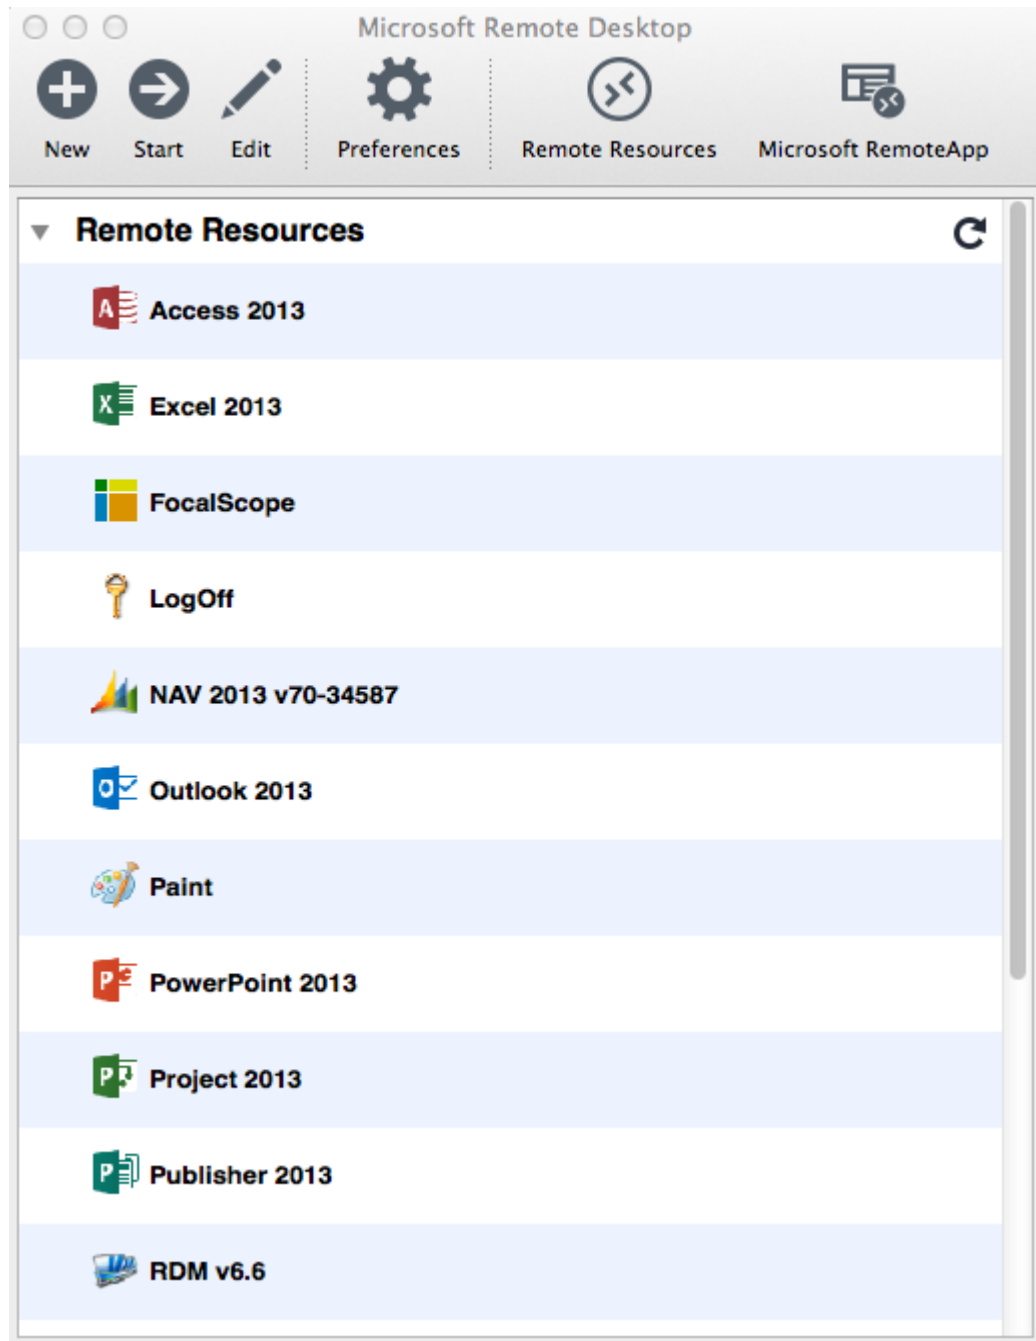 Microsoft Remote Desktop
New Start Edit Preferences Remote Resources Microsoft RemoteApp
Remote Resources
Access 2013
Excel 2013
FocalScope
LogOff
NAV 2013 v70-34587
Outlook 2013
Paint
PowerPoint 2013
Project 2013
Publisher 2013
RDM v6.6